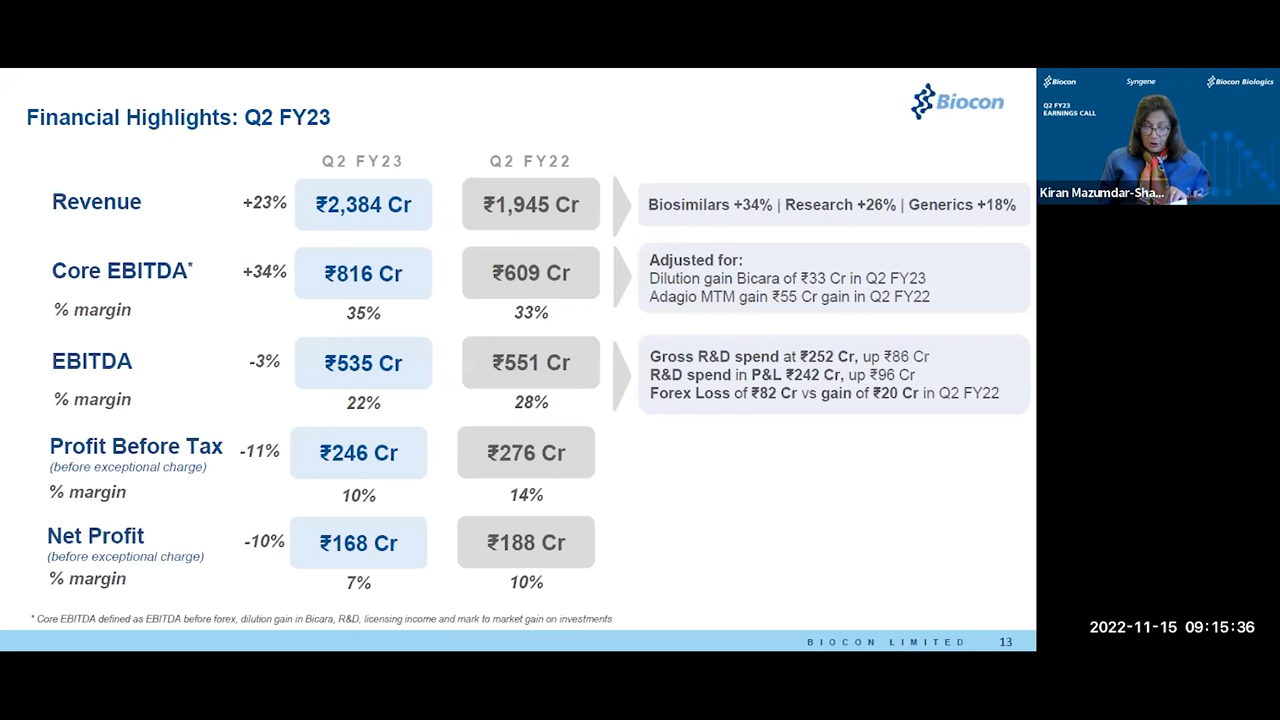 Financial Highlights: Q2 FY23
Biocon
Q2 FY23 Q2 FY22
Revenue +23% ₹2,384 Cr ₹1,945 Cr Biosimilars +34% | Research +26% | Generics +18%
Core EBITDA* +34% ₹816 Cr ₹609 Cr
% margin 35% 33%
Adjusted for:
Dilution gain Bicara of ₹33 Cr in Q2 FY23
Adagio MTM gain ₹55 Cr gain in Q2 FY22
EBITDA -3% ₹535 Cr ₹551 Cr
% margin 22% 28%
Gross R&D spend at ₹252 Cr, up ₹86 Cr
R&D spend in P&L ₹242 Cr, up ₹96 Cr
Forex Loss of ₹82 Cr vs gain of ₹20 Cr in Q2 FY22
Profit Before Tax -11% ₹246 Cr ₹276 Cr
(before exceptional charge)
% margin 10% 14%
Net Profit -10% ₹168 Cr ₹188 Cr
(before exceptional charge)
% margin 7% 10%
* Core EBITDA defined as EBITDA before forex, dilution gain in Bicara, R&D, licensing income and mark to market gain on investments
BIOCON LIMITED 13
Biocon Syngene Biocon Biologics
Q2 FY23
EARNINGS CALL
Kiran Mazumdar-Sha...
2022-11-15 09:15:36